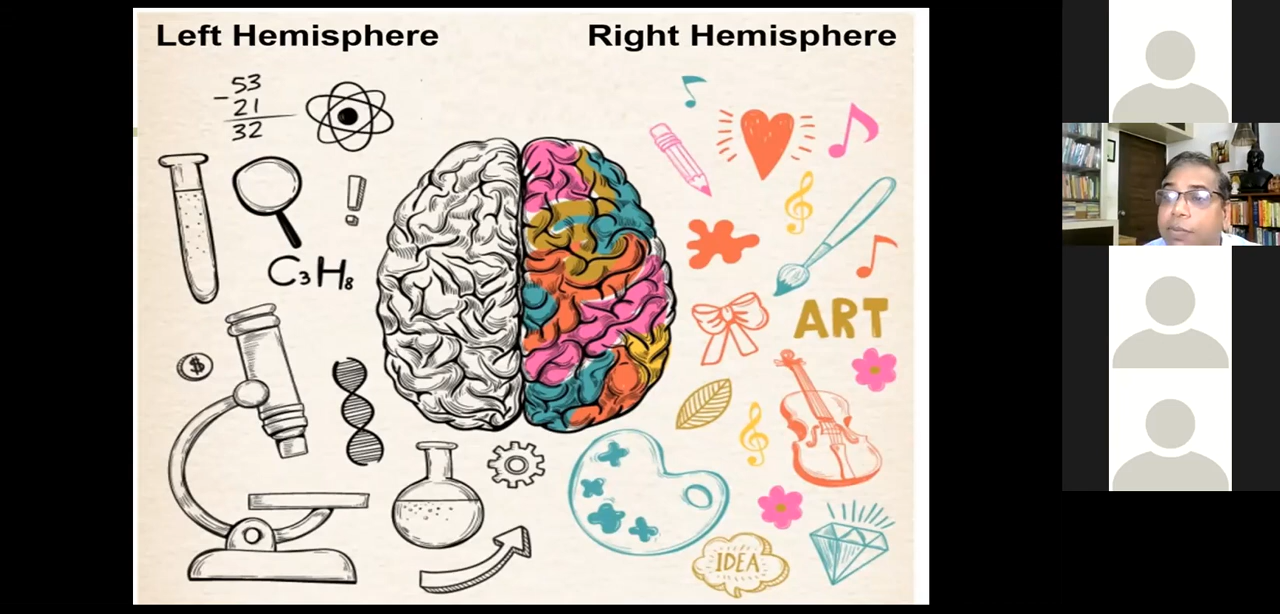 Left Hemisphere
Right Hemisphere
53
- 21
32
C₃H₈
$
!
ART
IDEA